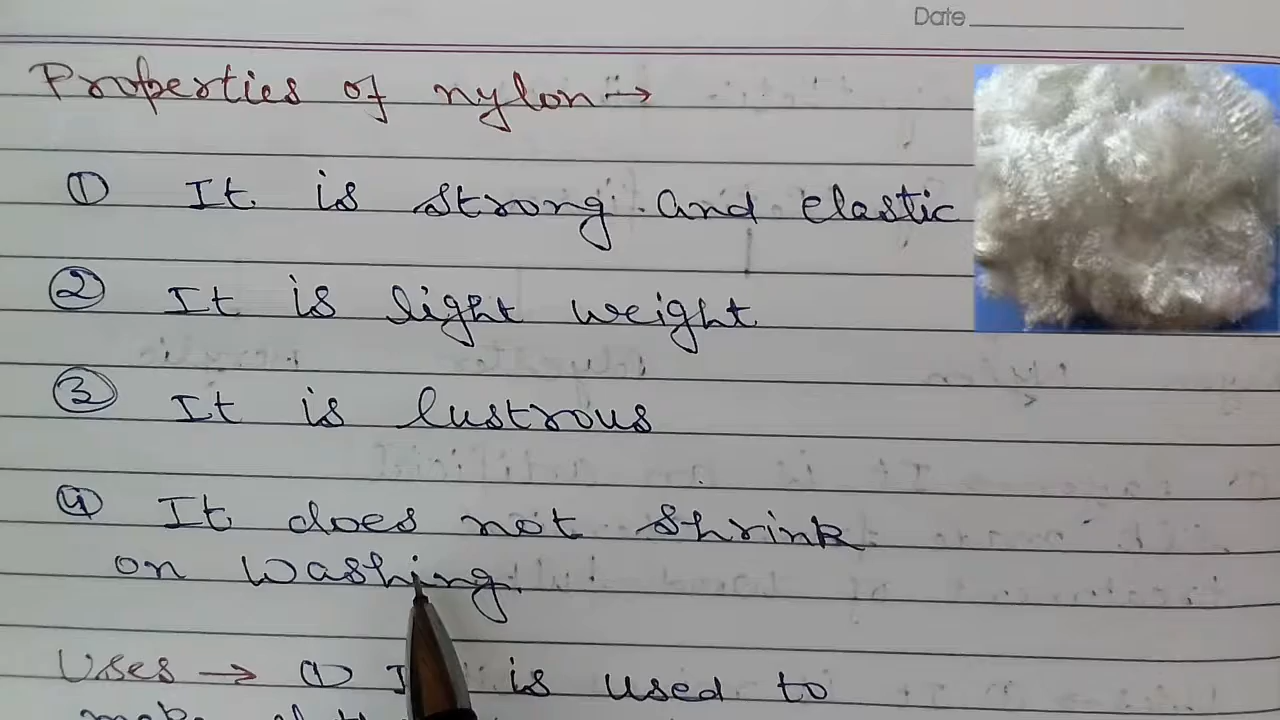 Date
Properties of nylon →
① It is strong and elastic
② It is light weight
③ It is lustrous
④ It does not shrink
on washing.
Uses → ① It is used to